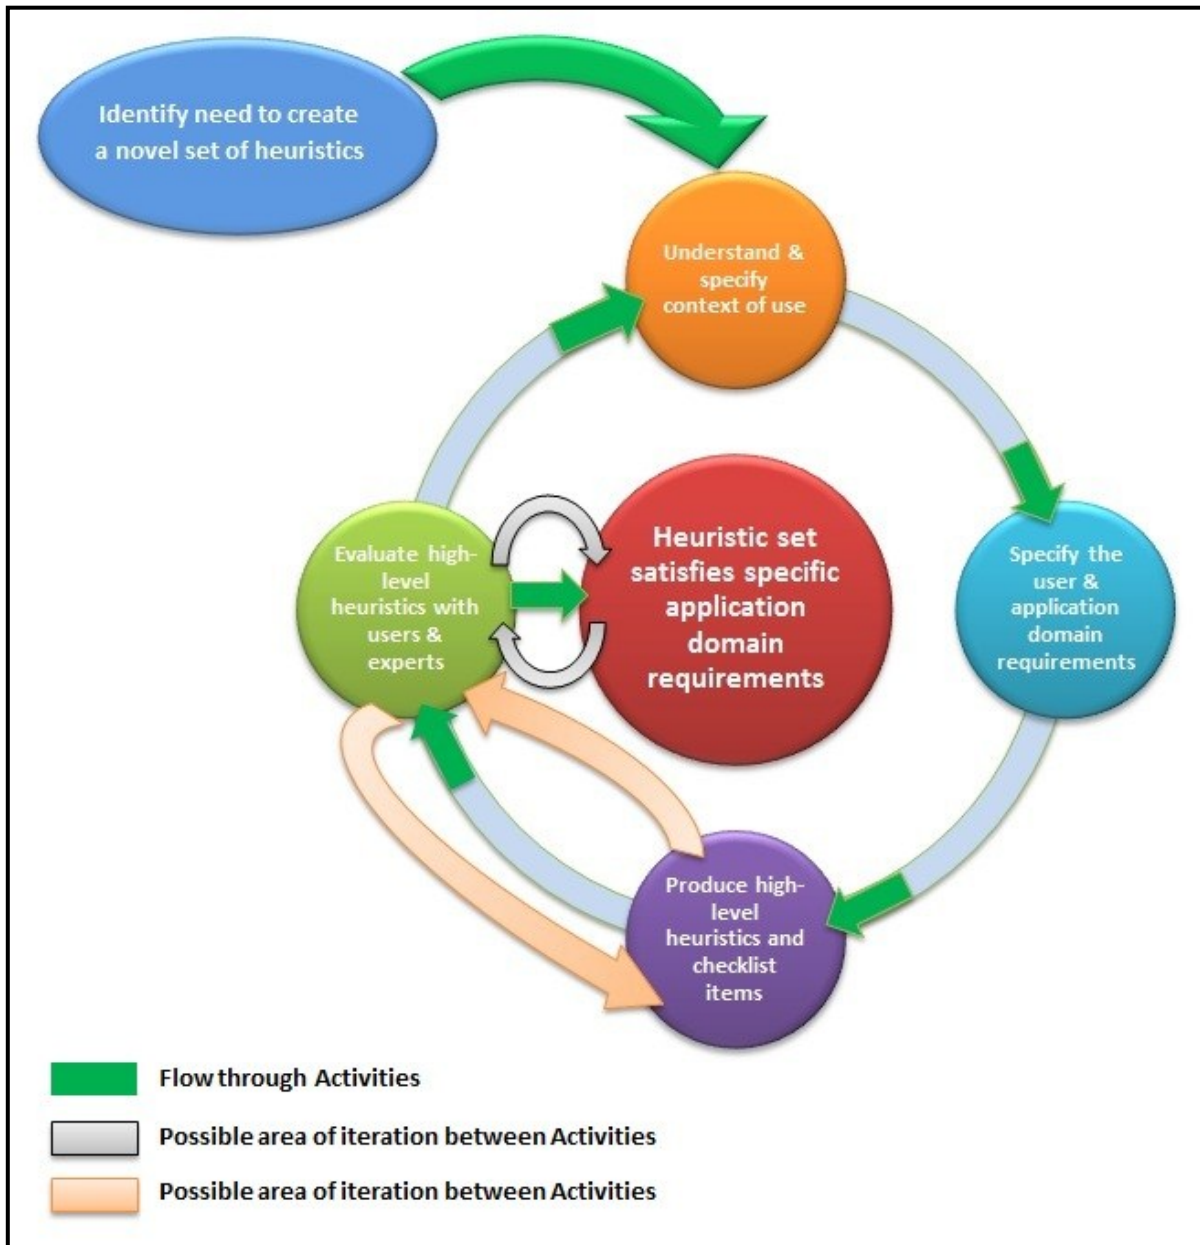 Identify need to create
a novel set of heuristics
Understand &
specify
context of use
Evaluate high-
level
heuristics with
users &
experts
Heuristic set
satisfies specific
application
domain
requirements
Specify the
user &
application
domain
requirements
Produce high-
level
heuristics and
checklist
items
Flow through Activities
Possible area of iteration between Activities
Possible area of iteration between Activities